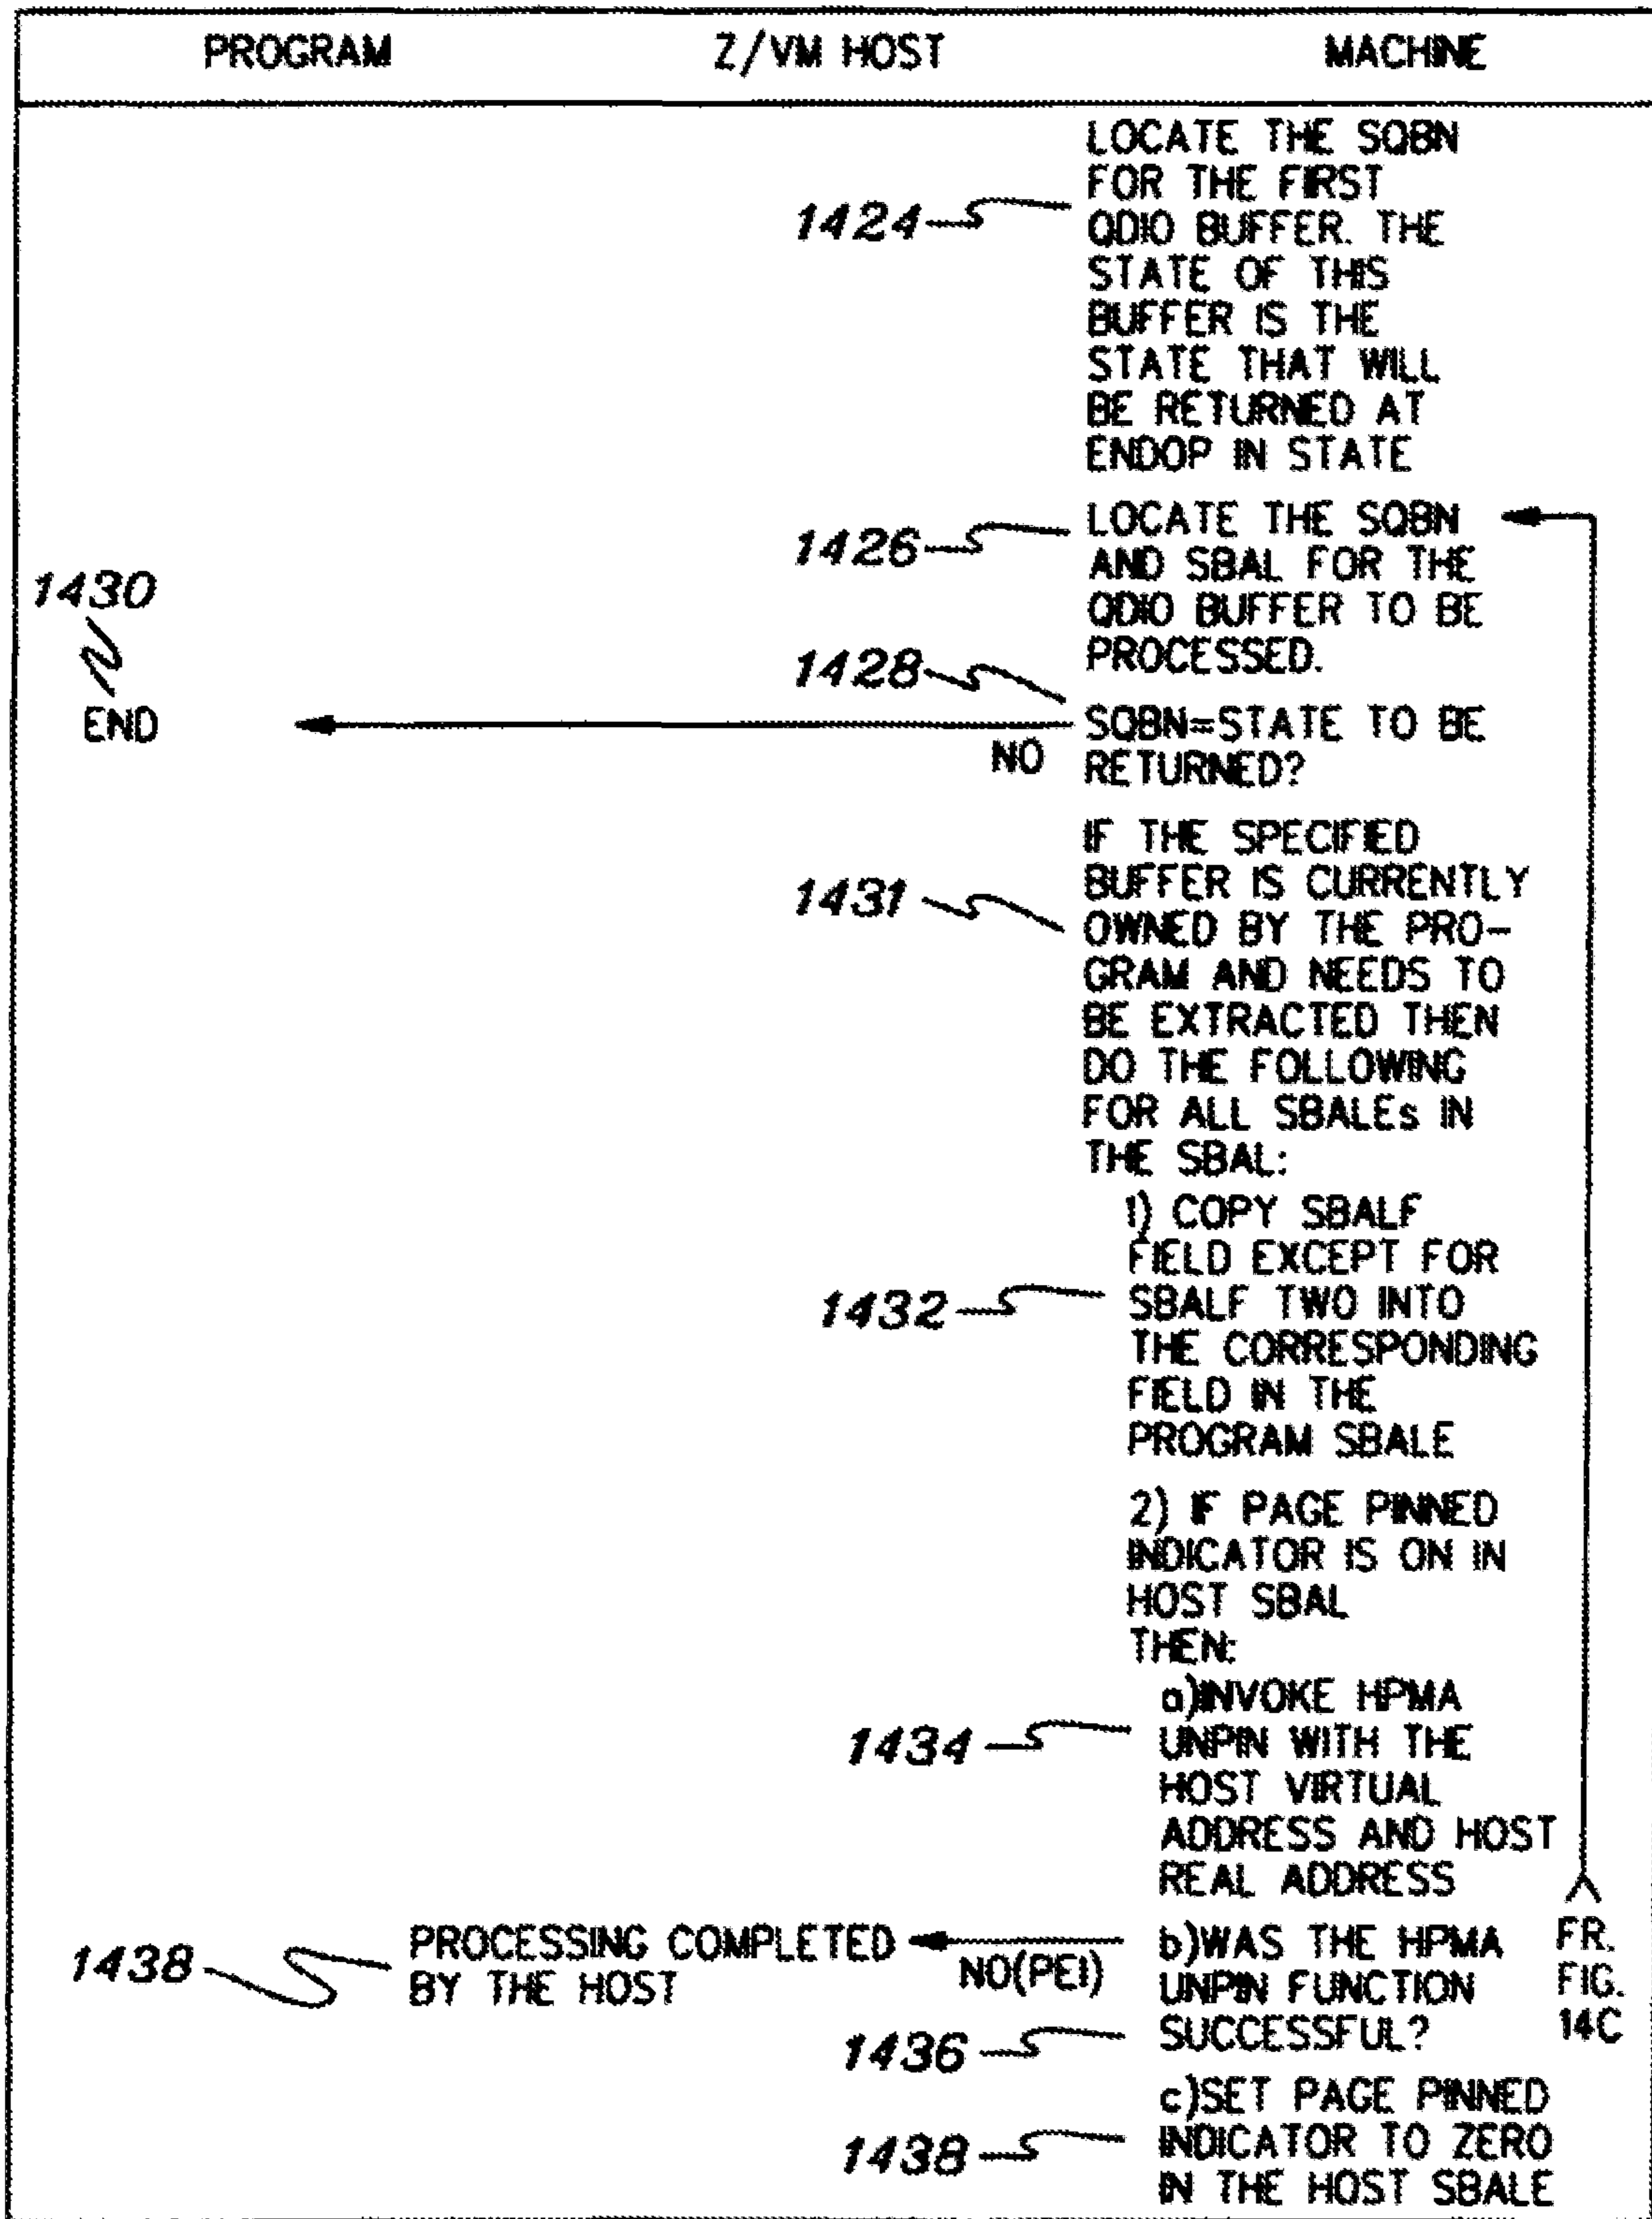 PROGRAM Z/VM HOST MACHINE
1424
LOCATE THE SQBN
FOR THE FIRST
QDIO BUFFER. THE
STATE OF THIS
BUFFER IS THE
STATE THAT WILL
BE RETURNED AT
ENDOP IN STATE
1426
LOCATE THE SQBN
AND SBAL FOR THE
QDIO BUFFER TO BE
PROCESSED.
1430
END
1428
NO
SQBN=STATE TO BE
RETURNED?
1431
IF THE SPECIFIED
BUFFER IS CURRENTLY
OWNED BY THE PRO-
GRAM AND NEEDS TO
BE EXTRACTED THEN
DO THE FOLLOWING
FOR ALL SBALEs IN
THE SBAL:
1432
1) COPY SBALF
FIELD EXCEPT FOR
SBALF TWO INTO
THE CORRESPONDING
FIELD IN THE
PROGRAM SBALE
2) IF PAGE PINNED
INDICATOR IS ON IN
HOST SBAL
THEN:
1434
a)INVOKE HPMA
UNPIN WITH THE
HOST VIRTUAL
ADDRESS AND HOST
REAL ADDRESS
1438
PROCESSING COMPLETED
BY THE HOST
NO(PEI)
1436
b)WAS THE HPMA
UNPIN FUNCTION
SUCCESSFUL?
FR.
FIG.
14C
1438
c)SET PAGE PINNED
INDICATOR TO ZERO
IN THE HOST SBALE